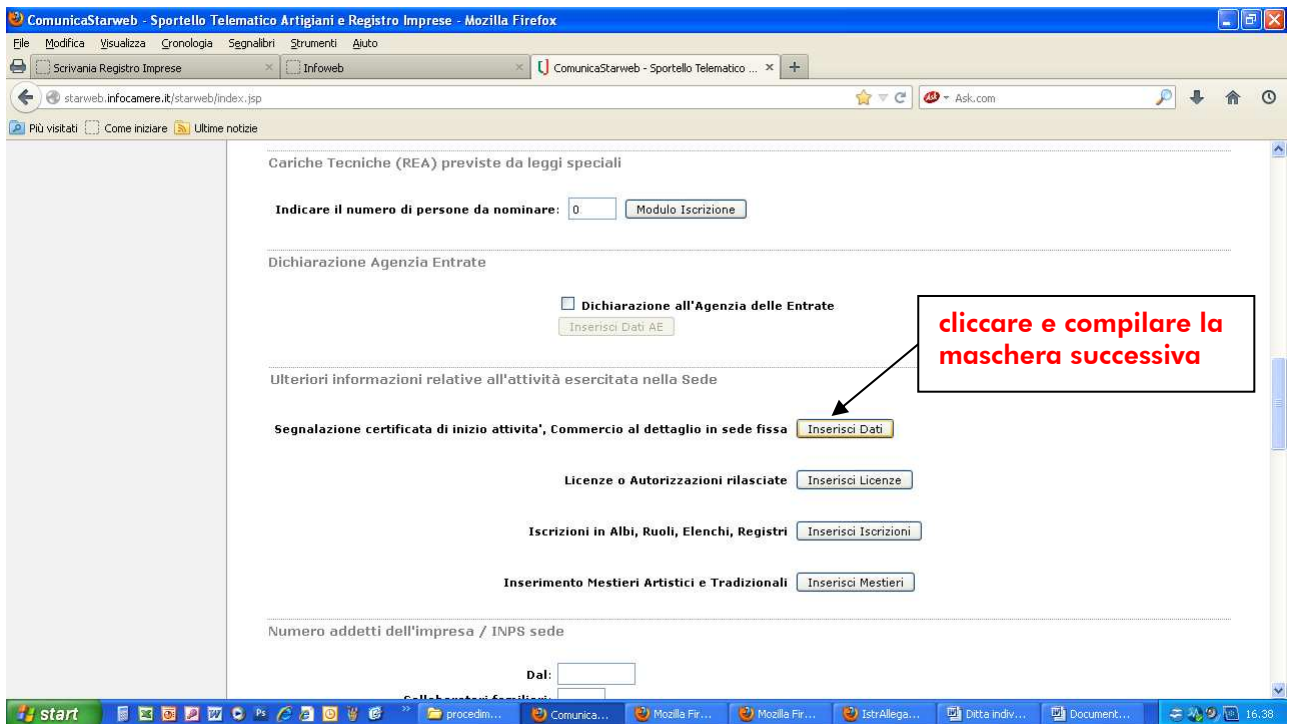 ComunicaStarweb - Sportello Telematico Artigiani e Registro Imprese - Mozilla Firefox
File Modifica Visualizza Cronologia Segnalibri Strumenti Aiuto
Scrivania Registro Imprese × Infoweb × ComunicaStarweb - Sportello Telematico ... × +
starweb.infocamere.it/starweb/index.jsp Ask.com
Più visitati Come iniziare Ultime notizie
Cariche Tecniche (REA) previste da leggi speciali
Indicare il numero di persone da nominare: 0 Modulo Iscrizione
Dichiarazione Agenzia Entrate
Dichiarazione all'Agenzia delle Entrate
Inserisci Dati AE
cliccare e compilare la
maschera successiva
Ulteriori informazioni relative all'attività esercitata nella Sede
Segnalazione certificata di inizio attivita', Commercio al dettaglio in sede fissa Inserisci Dati
Licenze o Autorizzazioni rilasciate Inserisci Licenze
Iscrizioni in Albi, Ruoli, Elenchi, Registri Inserisci Iscrizioni
Inserimento Mestieri Artistici e Tradizionali Inserisci Mestieri
Numero addetti dell'impresa / INPS sede
Dal:
Collaboratori familiari:
start procedim... Comunica... Mozilla Fir... Mozilla Fir... IstrAllega... Ditta indiv... Document... 16.38